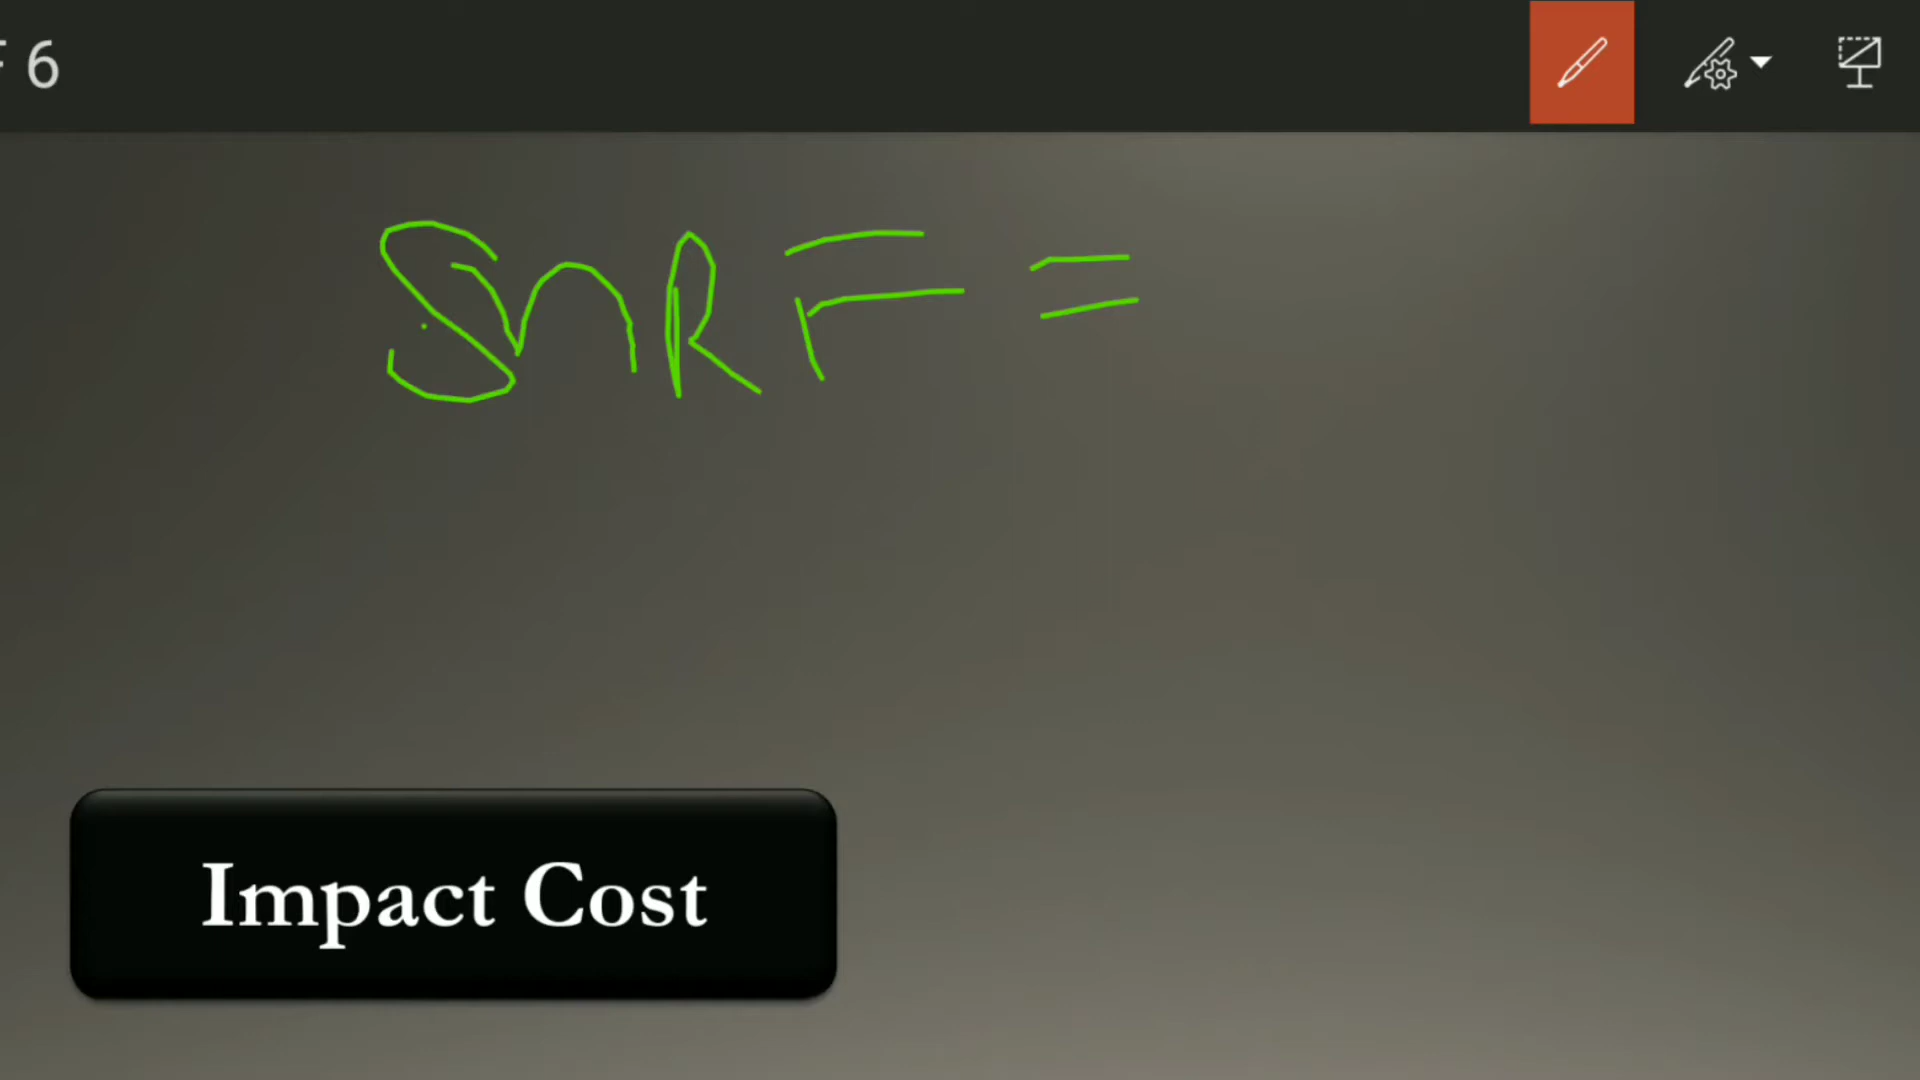 F 6
SnRF =
Impact Cost